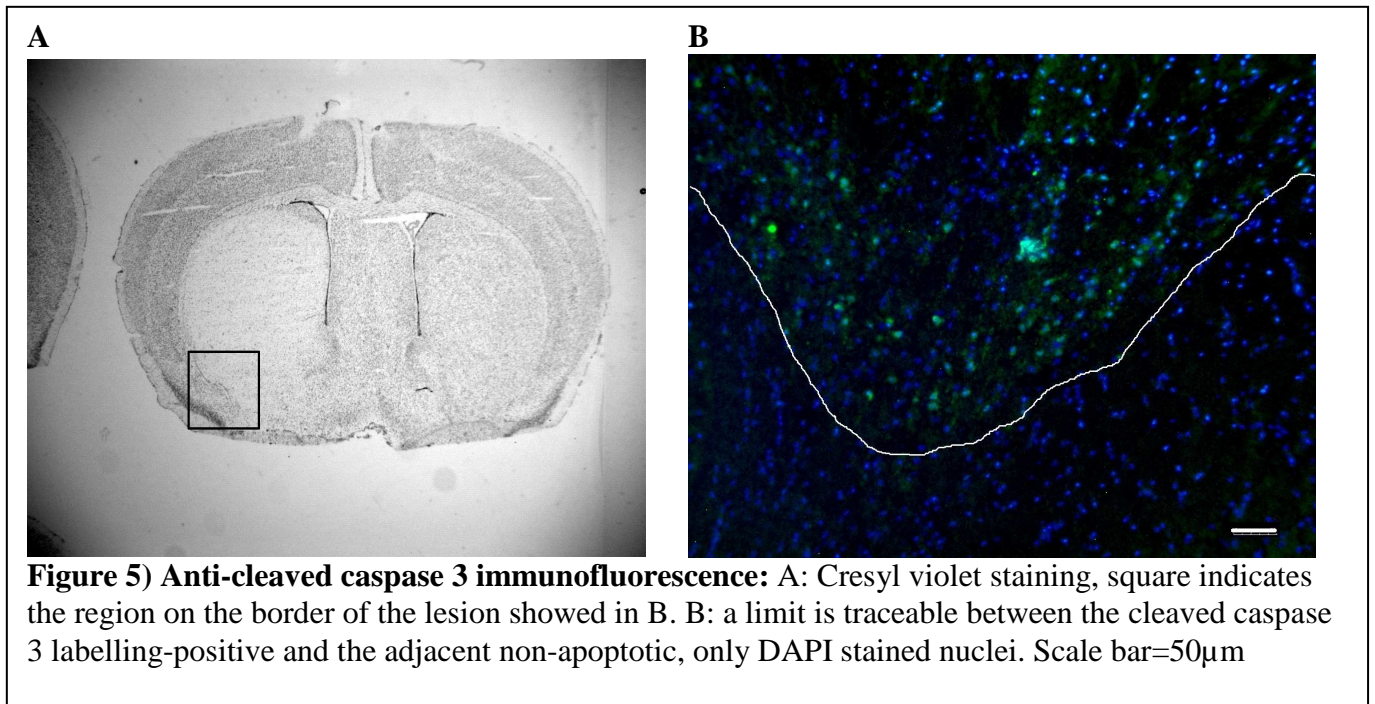 A
B
Figure 5) Anti-cleaved caspase 3 immunofluorescence: A: Cresyl violet staining, square indicates
the region on the border of the lesion showed in B. B: a limit is traceable between the cleaved caspase
3 labelling-positive and the adjacent non-apoptotic, only DAPI stained nuclei. Scale bar=50µm